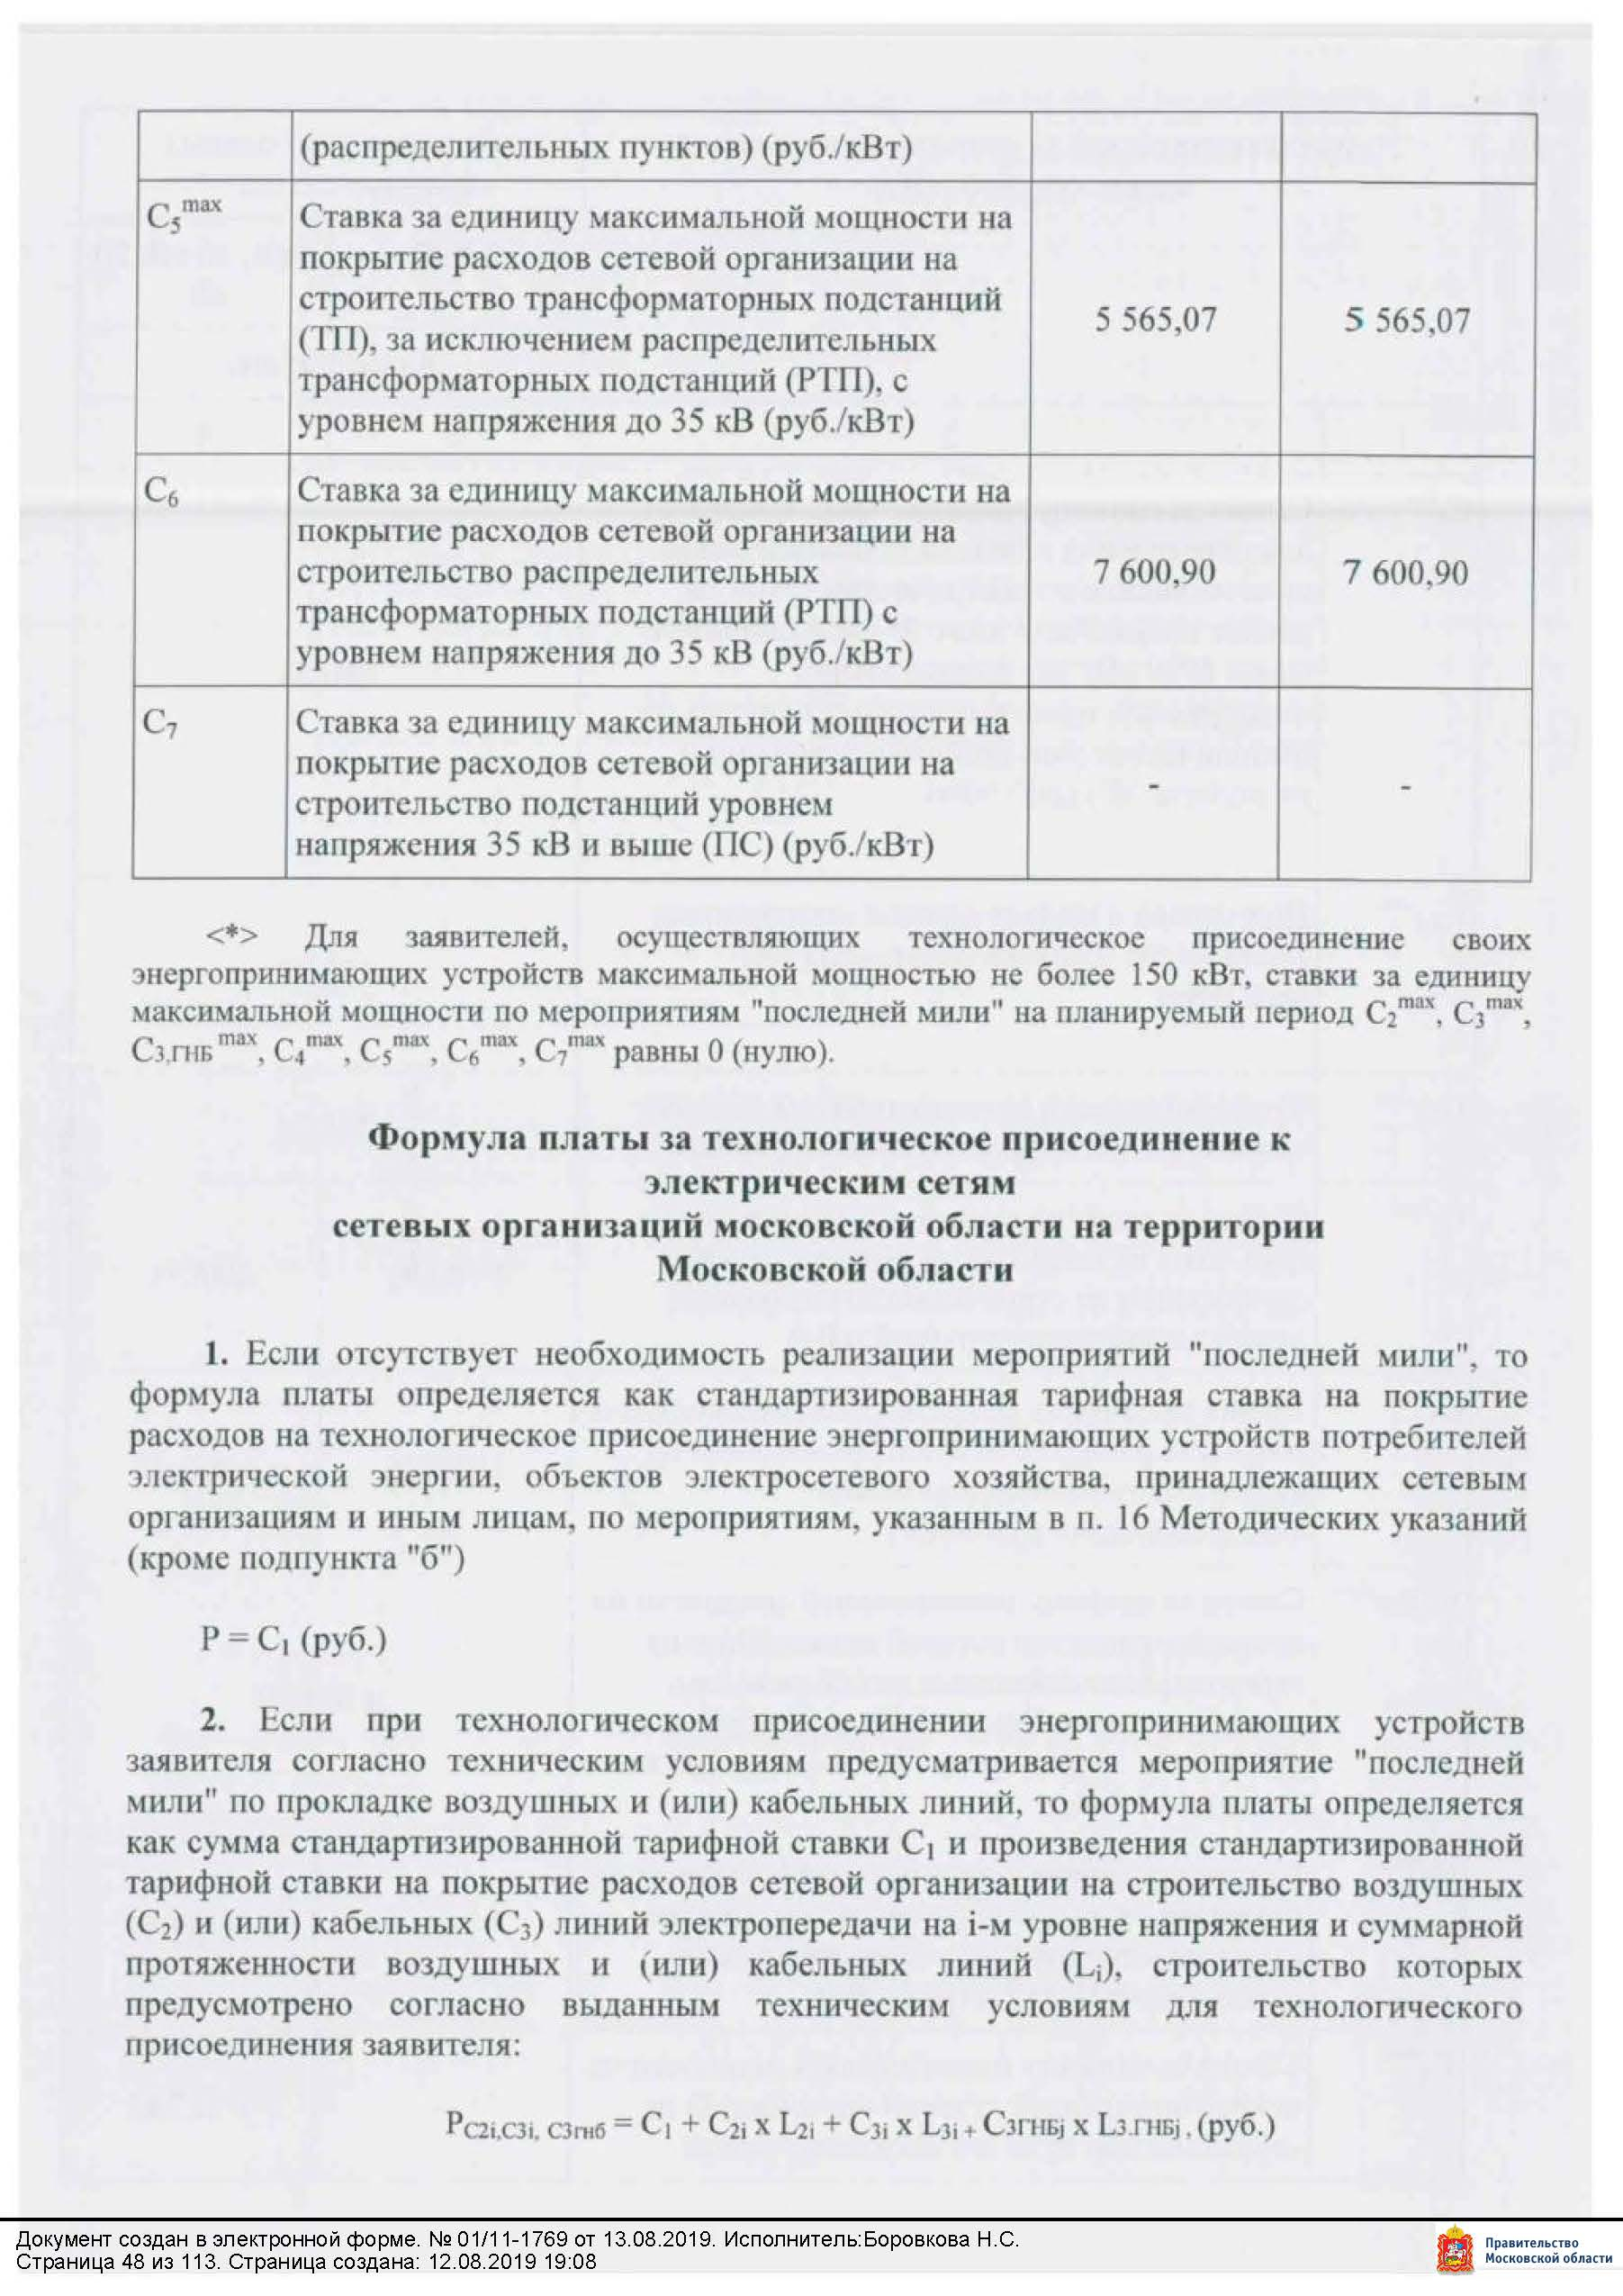 (распределительных пунктов) (руб./кВт)
C₅ᵐᵃˣ
Ставка за единицу максимальной мощности на
покрытие расходов сетевой организации на
строительство трансформаторных подстанций
(ТП), за исключением распределительных
трансформаторных подстанций (РТП), с
уровнем напряжения до 35 кВ (руб./кВт)
5 565,07
5 565,07
C₆
Ставка за единицу максимальной мощности на
покрытие расходов сетевой организации на
строительство распределительных
трансформаторных подстанций (РТП) с
уровнем напряжения до 35 кВ (руб./кВт)
7 600,90
7 600,90
C₇
Ставка за единицу максимальной мощности на
покрытие расходов сетевой организации на
строительство подстанций уровнем
напряжения 35 кВ и выше (ПС) (руб./кВт)
-
-
<*> Для заявителей, осуществляющих технологическое присоединение своих
энергопринимающих устройств максимальной мощностью не более 150 кВт, ставки за единицу
максимальной мощности по мероприятиям "последней мили" на планируемый период C₂ᵐᵃˣ, C₃ᵐᵃˣ,
C3,ГНБ ᵐᵃˣ, C₄ᵐᵃˣ, C₅ᵐᵃˣ, C₆ᵐᵃˣ, C₇ᵐᵃˣ равны 0 (нулю).
Формула платы за технологическое присоединение к
электрическим сетям
сетевых организаций московской области на территории
Московской области
1. Если отсутствует необходимость реализации мероприятий "последней мили", то
формула платы определяется как стандартизированная тарифная ставка на покрытие
расходов на технологическое присоединение энергопринимающих устройств потребителей
электрической энергии, объектов электросетевого хозяйства, принадлежащих сетевым
организациям и иным лицам, по мероприятиям, указанным в п. 16 Методических указаний
(кроме подпункта "б")
P = C₁ (руб.)
2. Если при технологическом присоединении энергопринимающих устройств
заявителя согласно техническим условиям предусматривается мероприятие "последней
мили" по прокладке воздушных и (или) кабельных линий, то формула платы определяется
как сумма стандартизированной тарифной ставки C₁ и произведения стандартизированной
тарифной ставки на покрытие расходов сетевой организации на строительство воздушных
(C₂) и (или) кабельных (C₃) линий электропередачи на i-м уровне напряжения и суммарной
протяженности воздушных и (или) кабельных линий (Lᵢ), строительство которых
предусмотрено согласно выданным техническим условиям для технологического
присоединения заявителя:
PC2i,C3i, C3гнб = C₁ + C2i x L2i + C3i x L3i + C3ГНБj x L3.ГНБj , (руб.)
Документ создан в электронной форме. № 01/11-1769 от 13.08.2019. Исполнитель:Боровкова Н.С.
Страница 48 из 113. Страница создана: 12.08.2019 19:08
Правительство
Московской области